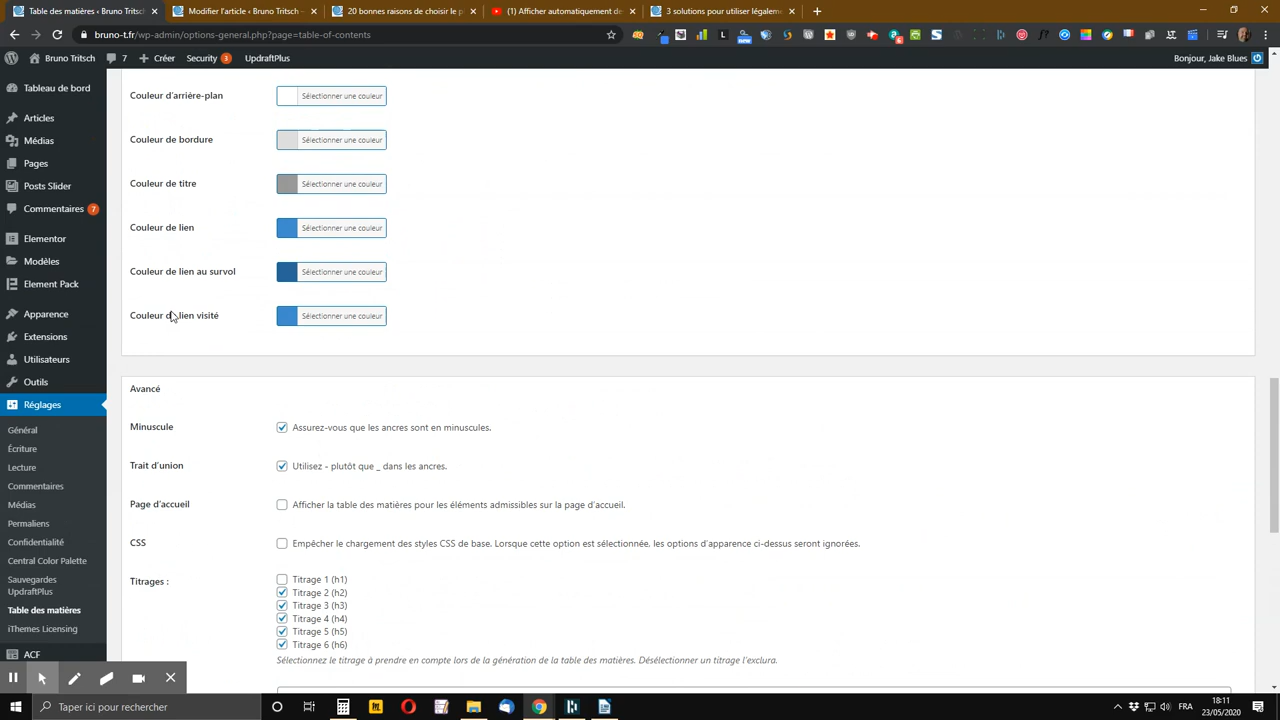 Table des matières ‹ Bruno Tritsch
Modifier l'article ‹ Bruno Tritsch
20 bonnes raisons de choisir le p
(1) Afficher automatiquement de
3 solutions pour utiliser légaleme
bruno-t.fr/wp-admin/options-general.php?page=table-of-contents
Bruno Tritsch
7
Créer
Security
3
UpdraftPlus
Bonjour, Jake Blues
Tableau de bord
Articles
Médias
Pages
Posts Slider
Commentaires
7
Elementor
Modèles
Element Pack
Apparence
Extensions
Utilisateurs
Outils
Réglages
Général
Écriture
Lecture
Commentaires
Médias
Permaliens
Confidentialité
Central Color Palette
Sauvegardes
UpdraftPlus
Table des matières
iThemes Licensing
ACF
Couleur d'arrière-plan
Sélectionner une couleur
Couleur de bordure
Sélectionner une couleur
Couleur de titre
Sélectionner une couleur
Couleur de lien
Sélectionner une couleur
Couleur de lien au survol
Sélectionner une couleur
Couleur de lien visité
Sélectionner une couleur
Avancé
Minuscule
Assurez-vous que les ancres sont en minuscules.
Trait d'union
Utilisez - plutôt que _ dans les ancres.
Page d'accueil
Afficher la table des matières pour les éléments admissibles sur la page d'accueil.
CSS
Empêcher le chargement des styles CSS de base. Lorsque cette option est sélectionnée, les options d'apparence ci-dessus seront ignorées.
Titrages :
Titrage 1 (h1)
Titrage 2 (h2)
Titrage 3 (h3)
Titrage 4 (h4)
Titrage 5 (h5)
Titrage 6 (h6)
Sélectionnez le titrage à prendre en compte lors de la génération de la table des matières. Désélectionner un titrage l'exclura.
Taper ici pour rechercher
FRA
18:11
23/05/2020